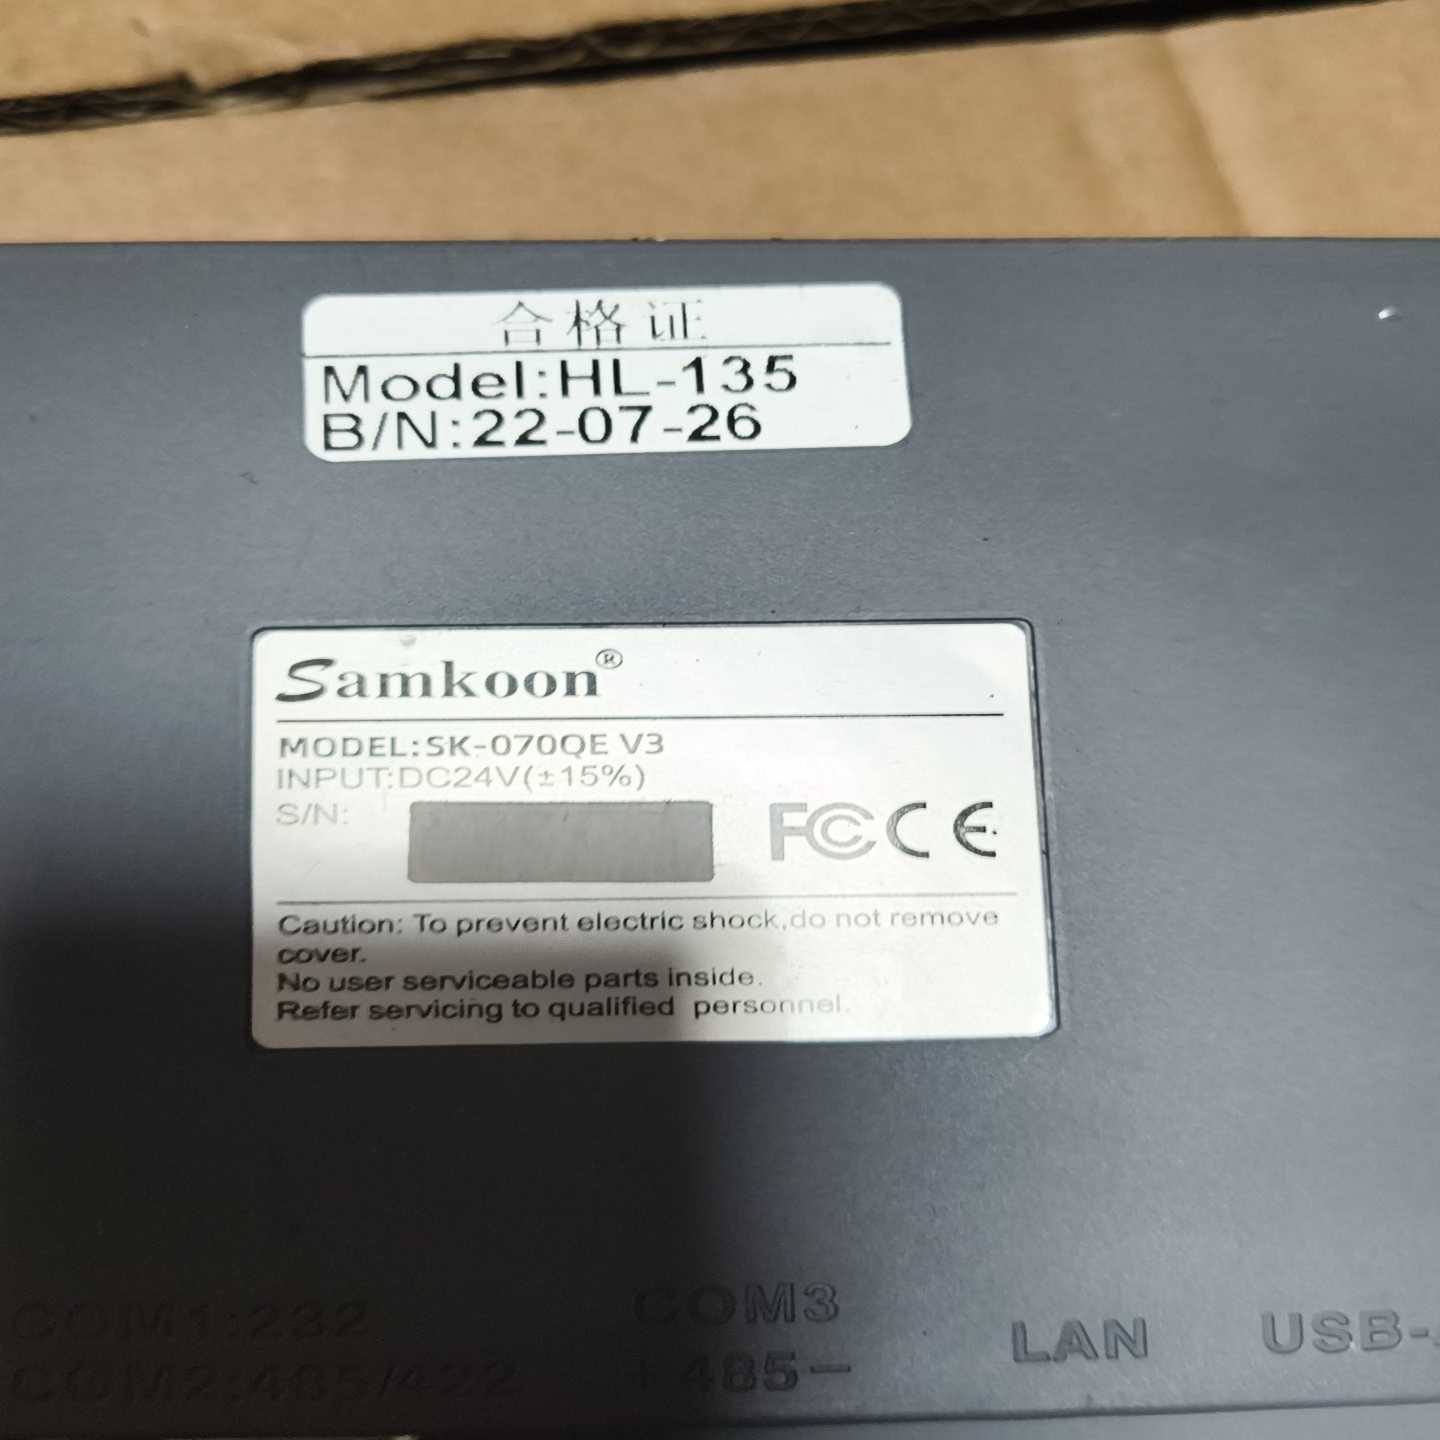 合格证
Model:HL-135
B/N:22-07-26
Samkoon®
MODEL:SK-070QE V3
INPUT:DC24V(±15%)
S/N:
FC CE
Caution: To prevent electric shock,do not remove
cover.
No user serviceable parts inside.
Refer servicing to qualified personnel.
COM1:232
COM2:485/422
COM3
+485-
LAN
USB-